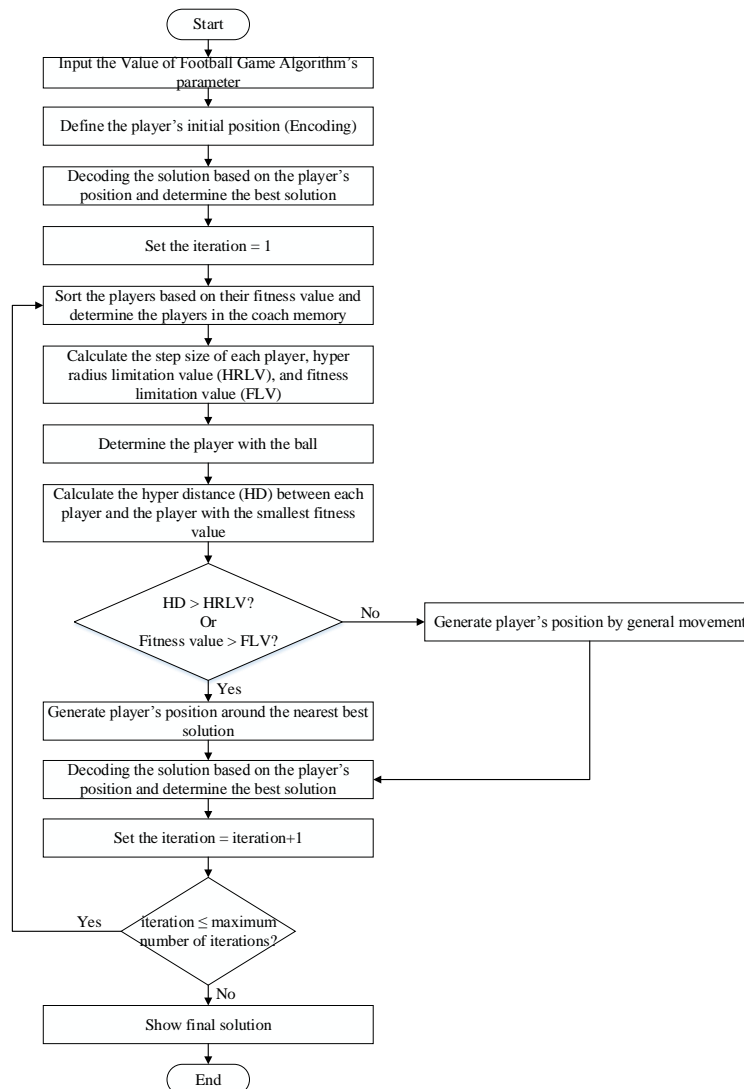 Start
Input the Value of Football Game Algorithm's
parameter
Define the player's initial position (Encoding)
Decoding the solution based on the player's
position and determine the best solution
Set the iteration = 1
Sort the players based on their fitness value and
determine the players in the coach memory
Calculate the step size of each player, hyper
radius limitation value (HRLV), and fitness
limitation value (FLV)
Determine the player with the ball
Calculate the hyper distance (HD) between each
player and the player with the smallest fitness
value
HD > HRLV?
Or
Fitness value > FLV?
No
Generate player's position by general movement
Yes
Generate player's position around the nearest best
solution
Decoding the solution based on the player's
position and determine the best solution
Set the iteration = iteration+1
Yes
iteration ≤ maximum
number of iterctions?
No
Show final solution
End